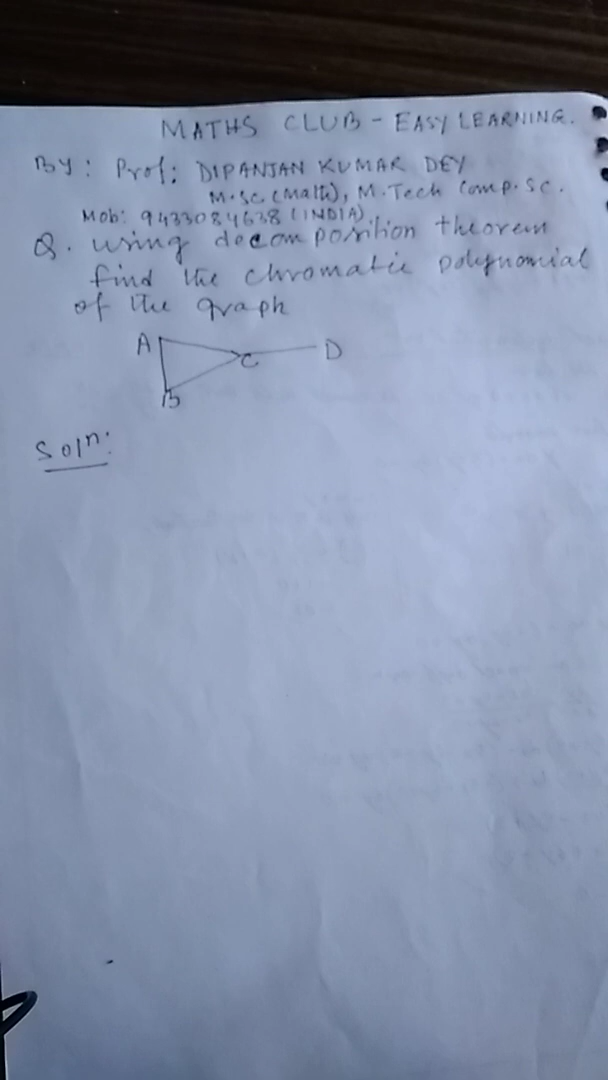 MATHS CLUB - EASY LEARNING.
BY: Prof: DIPANJAN KUMAR DEY
M.Sc. (Math), M.Tech Comp. Sc.
Mob: 9433084638 (INDIA).
Q. using decomposition theorem
find the chromatic polynomial
of the graph
A
C
D
B
Soln: